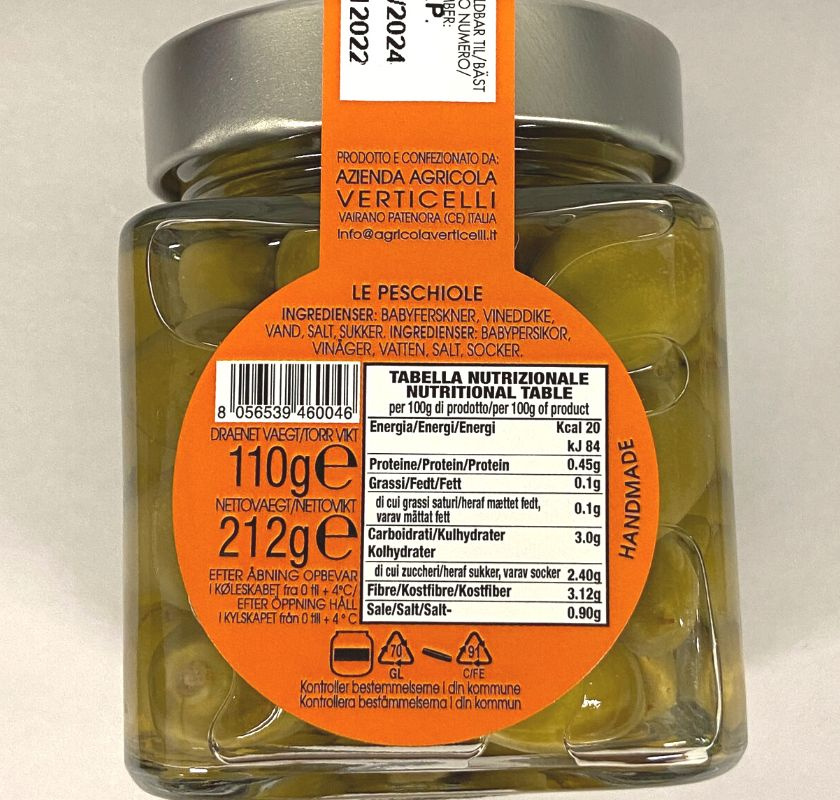 LDBAR TIL/BÄST
O NUMERO/
BER:
P.
/2024
12022
PRODOTTO E CONFEZIONATO DA:
AZIENDA AGRICOLA
VERTICELLI
VAIRANO PATENORA (CE) ITALIA
info@agricolaverticelli.it
LE PESCHIOLE
INGREDIENSER: BABYFERSKNER, VINEDDIKE,
VAND, SALT, SUKKER. INGREDIENSER: BABYPERSIKOR,
VINÄGER, VATTEN, SALT, SOCKER.
8 056539 460046
DRAENET VAEGT/TORR VIKT
110g e
NETTOVAEGT/NETTOVIKT
212g e
EFTER ÅBNING OPBEVAR
I KØLESKABET fra 0 til + 4°C/
EFTER ÖPPNING HÅLL
I KYLSKAPET från 0 till + 4° C
TABELLA NUTRIZIONALE
NUTRITIONAL TABLE
per 100g di prodotto/per 100g of product
Energia/Energi/Energi Kcal 20
kJ 84
Proteine/Protein/Protein 0.45g
Grassi/Fedt/Fett 0.1g
di cui grassi saturi/heraf mættet fedt,
varav mättat fett 0.1g
Carboidrati/Kulhydrater 3.0g
Kolhydrater
di cui zuccheri/heraf sukker, varav socker 2.40g
Fibre/Kostfibre/Kostfiber 3.12g
Sale/Salt/Salt- 0.90g
HANDMADE
70 91
GL C/FE
Kontroller bestemmelserne i din kommune
Kontrollera bestämmelserna i din kommun